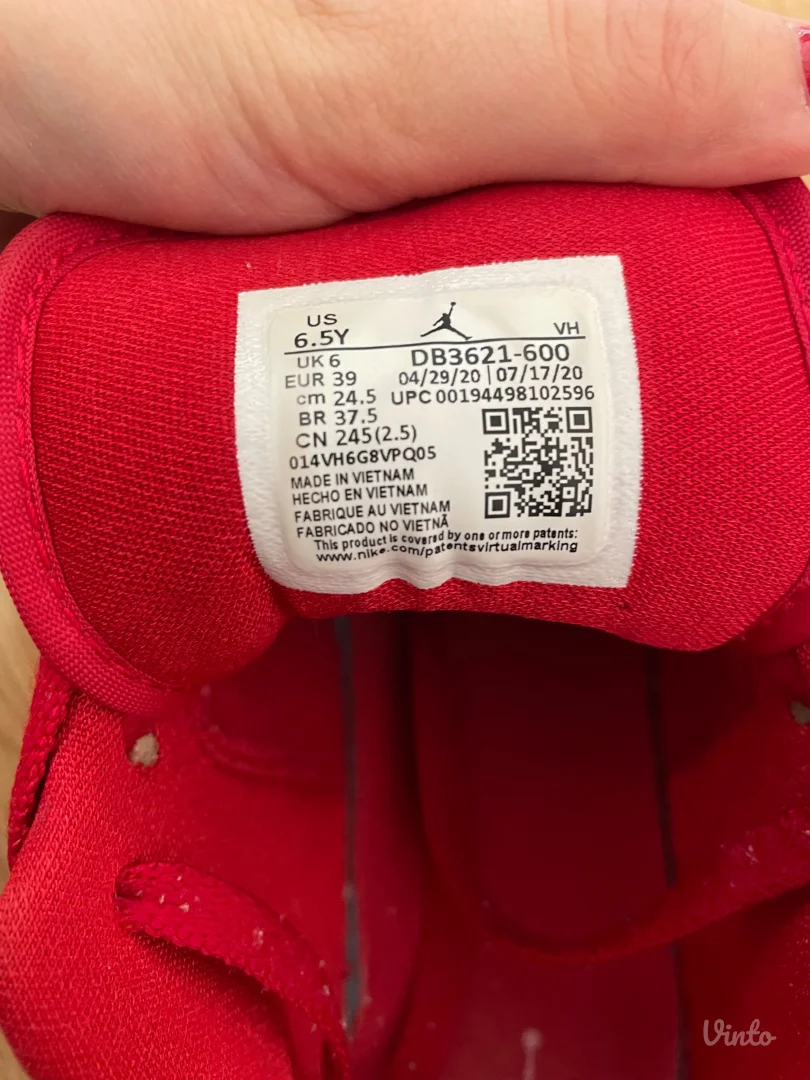 US
6.5Y
VH
UK 6
DB3621-600
EUR 39
04/29/20 | 07/17/20
cm 24.5
UPC 00194498102596
BR 37.5
CN 245(2.5)
014VH6G8VPQ05
MADE IN VIETNAM
HECHO EN VIETNAM
FABRIQUE AU VIETNAM
FABRICADO NO VIETNÃ
This product is covered by one or more patents:
www.nike.com/patentsvirtualmarking
Vinto